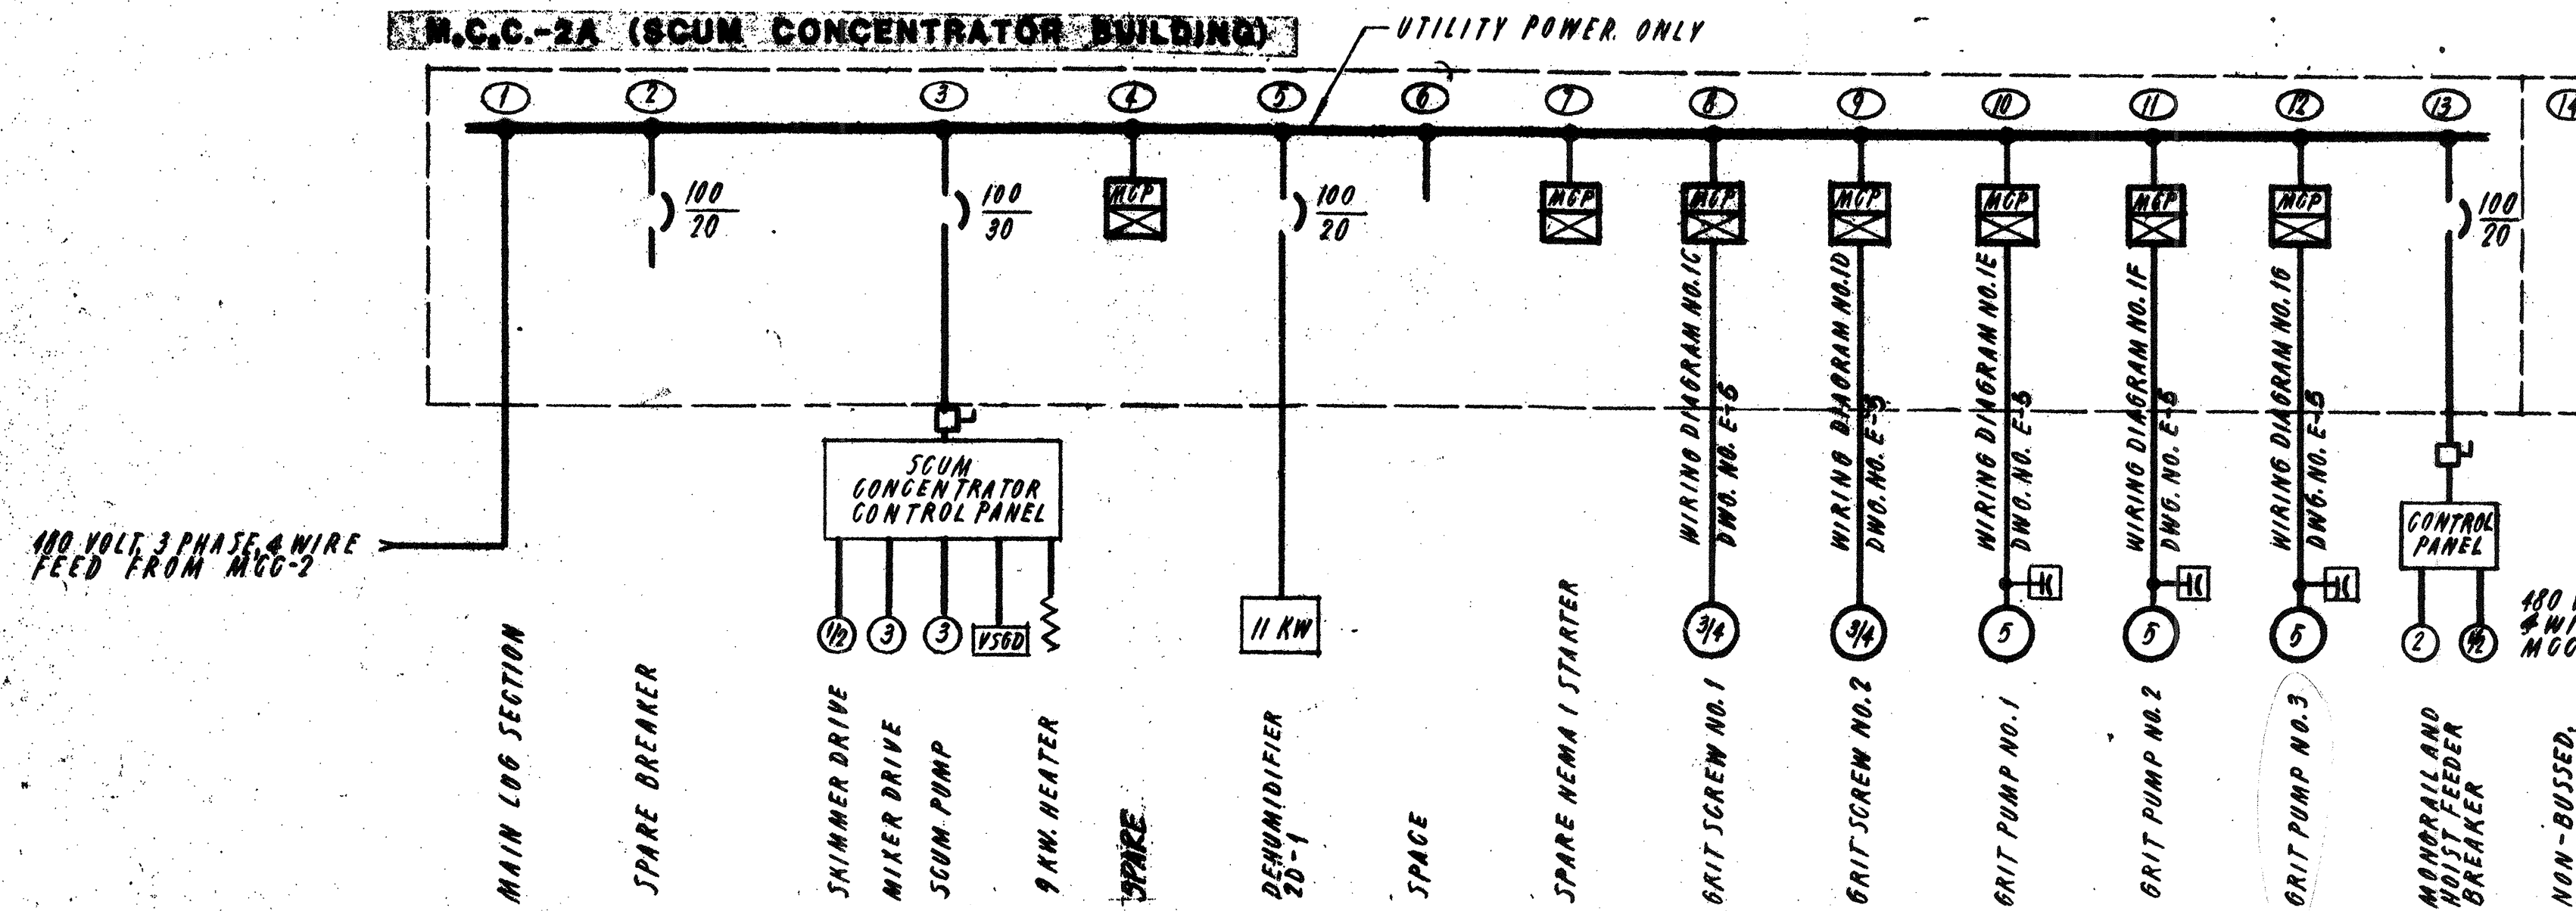 M.C.C.-2A (SCUM CONCENTRATOR BUILDING)
UTILITY POWER ONLY
1
2
3
4
5
6
7
8
9
10
11
12
13
14
100
20
100
30
MCP
100
20
MCP
MCP
MCP
MCP
MCP
MCP
100
20
WIRING DIAGRAM NO. 1C
DWG. NO. E-5
WIRING DIAGRAM NO. 1D
DWG. NO. E-5
WIRING DIAGRAM NO. 1E
DWG. NO. E-5
WIRING DIAGRAM NO. 1F
DWG. NO. E-5
WIRING DIAGRAM NO. 1G
DWG. NO. E-5
SCUM
CONCENTRATOR
CONTROL PANEL
CONTROL
PANEL
480 VOLT, 3 PHASE, 4 WIRE
FEED FROM MCC-2
1/2
3
3
VSCD
11 KW
3/4
3/4
5
5
5
2
1/2
480
4 WI
MCC
MAIN LOG SECTION
SPARE BREAKER
SKIMMER DRIVE
MIXER DRIVE
SCUM PUMP
9 KW. HEATER
SPARE
DEHUMIDIFIER
2D-1
SPACE
SPARE NEMA 1 STARTER
GRIT SCREW NO. 1
GRIT SCREW NO. 2
GRIT PUMP NO. 1
GRIT PUMP NO. 2
GRIT PUMP NO. 3
MONORAIL AND
HOIST FEEDER
BREAKER
NON-BUSSED,